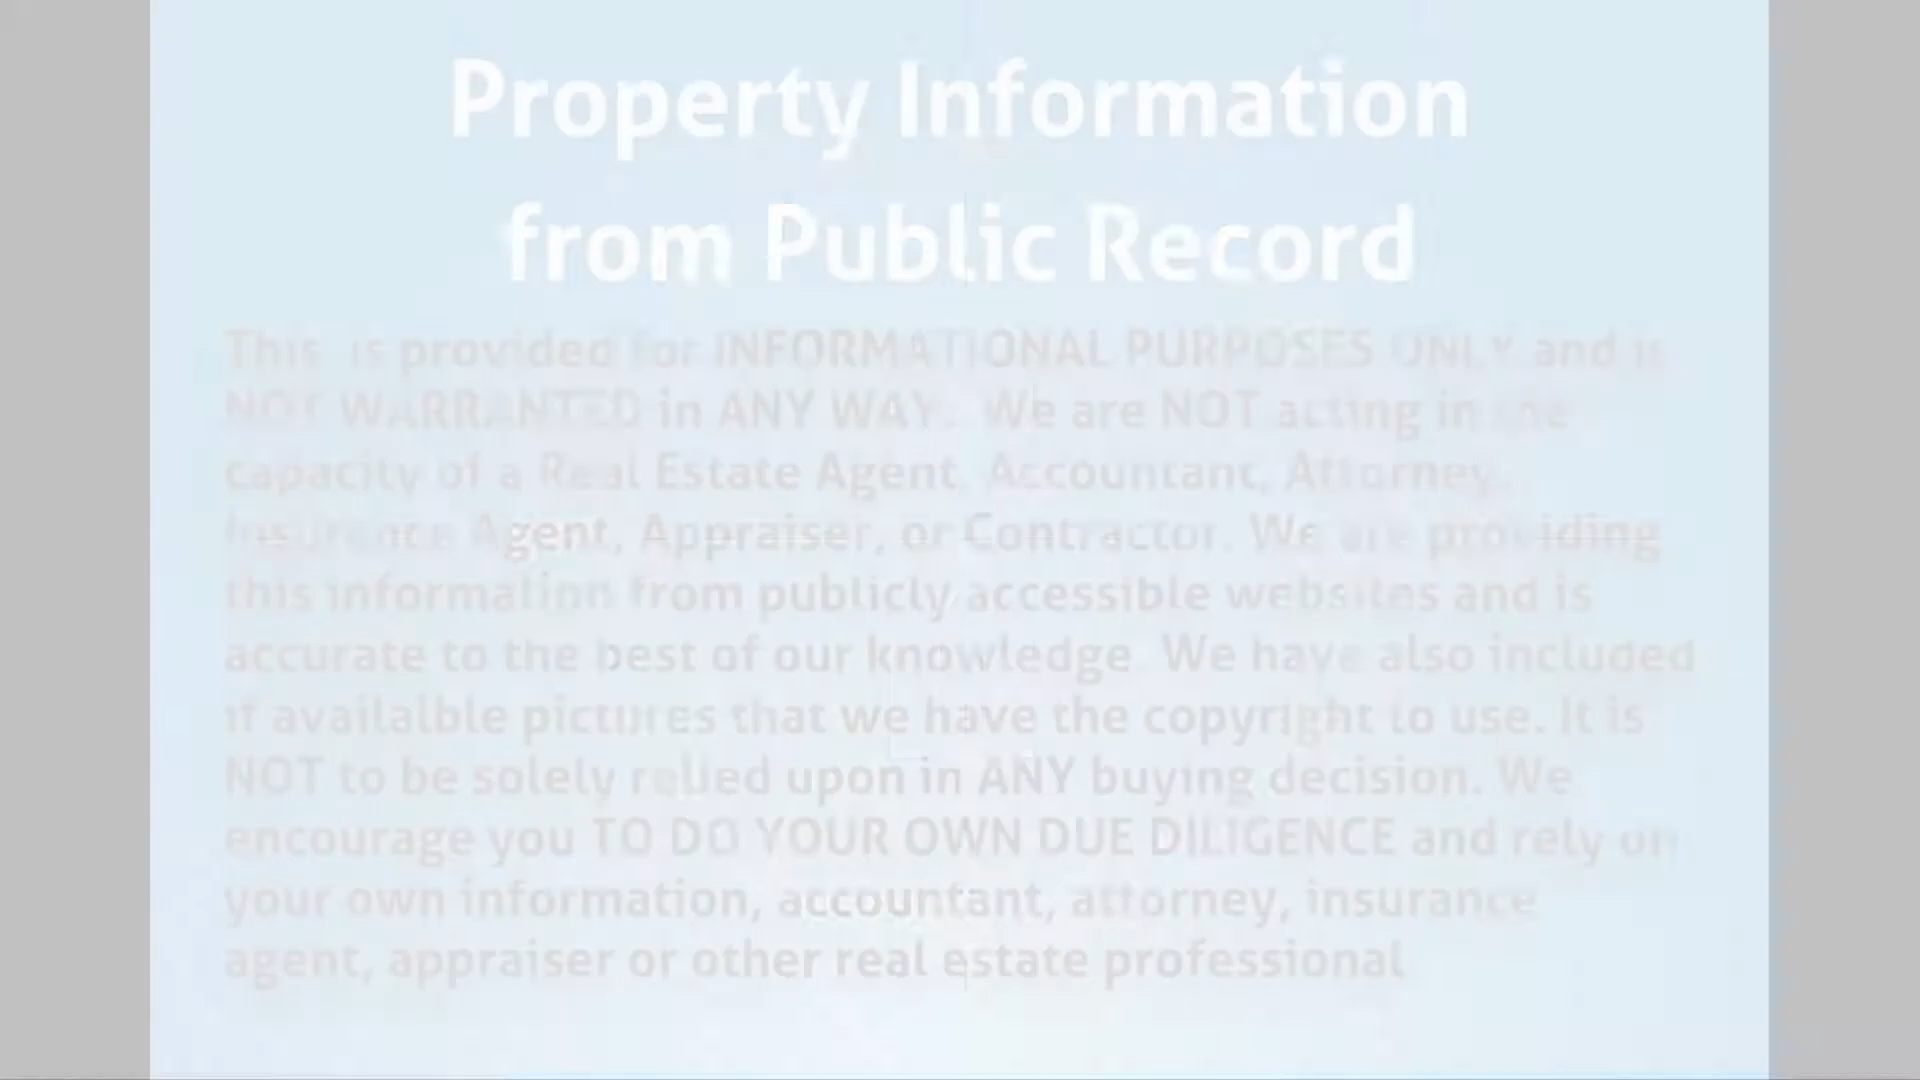 Property Information
from Public Record
This is provided for INFORMATIONAL PURPOSES ONLY and is
NOT WARRANTED in ANY WAY. We are NOT acting in the
capacity of a Real Estate Agent, Accountant, Attorney,
Insurence Agent, Appraiser, or Contractor. We are providing
this information from publicly accessible websites and is
accurate to the best of our knowledge. We have also included
if availalble pictures that we have the copyright to use. It is
NOT to be solely relied upon in ANY buying decision. We
encourage you TO DO YOUR OWN DUE DILIGENCE and rely on
your own information, accountant, attorney, insurance
agent, appraiser or other real estate professional